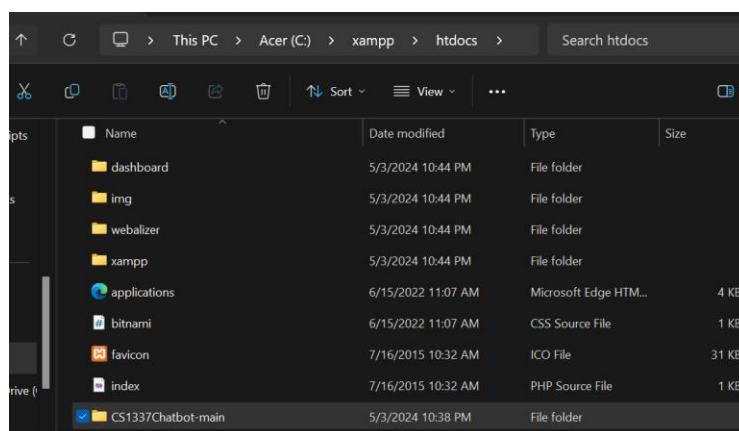 This PC > Acer (C:) > xampp > htdocs > Search htdocs
Sort View ...
ipts
Name Date modified Type Size
dashboard 5/3/2024 10:44 PM File folder
s img 5/3/2024 10:44 PM File folder
webalizer 5/3/2024 10:44 PM File folder
xampp 5/3/2024 10:44 PM File folder
applications 6/15/2022 11:07 AM Microsoft Edge HTM... 4 KB
bitnami 6/15/2022 11:07 AM CSS Source File 1 KB
favicon 7/16/2015 10:32 AM ICO File 31 KB
rive ( index 7/16/2015 10:32 AM PHP Source File 1 KB
CS1337Chatbot-main 5/3/2024 10:38 PM File folder